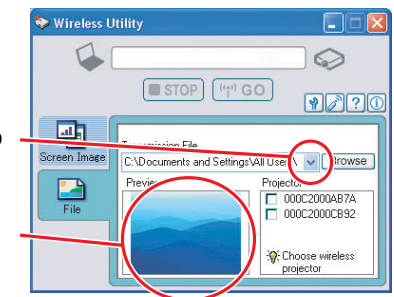 Wireless Utility
STOP
GO
Screen Image
File
Transmission File
C:\Documents and Settings\All Users\
Browse
Preview
Projector
000C2000AB7A
000C2000CB92
Choose wireless
projector